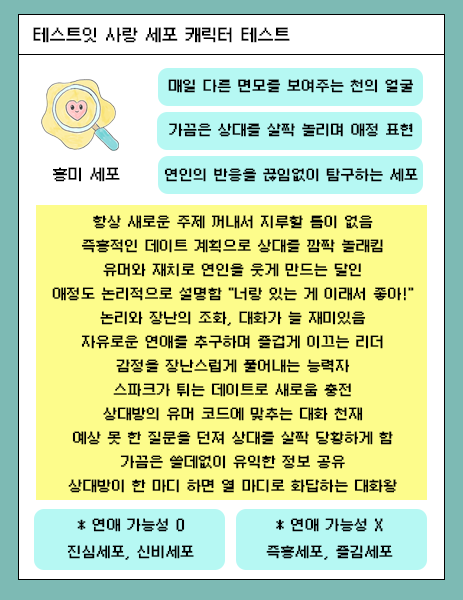 테스트잇 사랑 세포 캐릭터 테스트
매일 다른 면모를 보여주는 천의 얼굴
가끔은 상대를 살짝 놀리며 애정 표현
흥미 세포
연인의 반응을 끊임없이 탐구하는 세포
항상 새로운 주제 꺼내서 지루할 틈이 없음
즉흥적인 데이트 계획으로 상대를 깜짝 놀래킴
유머와 재치로 연인을 웃게 만드는 달인
애정도 논리적으로 설명함 "너랑 있는 게 이래서 좋아!"
논리와 장난의 조화, 대화가 늘 재미있음
자유로운 연애를 추구하며 즐겁게 이끄는 리더
감정을 장난스럽게 풀어내는 능력자
스파크가 튀는 데이트로 새로움 충전
상대방의 유머 코드에 맞추는 대화 천재
예상 못 한 질문을 던져 상대를 살짝 당황하게 함
가끔은 쓸데없이 유익한 정보 공유
상대방이 한 마디 하면 열 마디로 화답하는 대화왕
* 연애 가능성 O
진심세포, 신비세포
* 연애 가능성 X
즉흥세포, 즐김세포